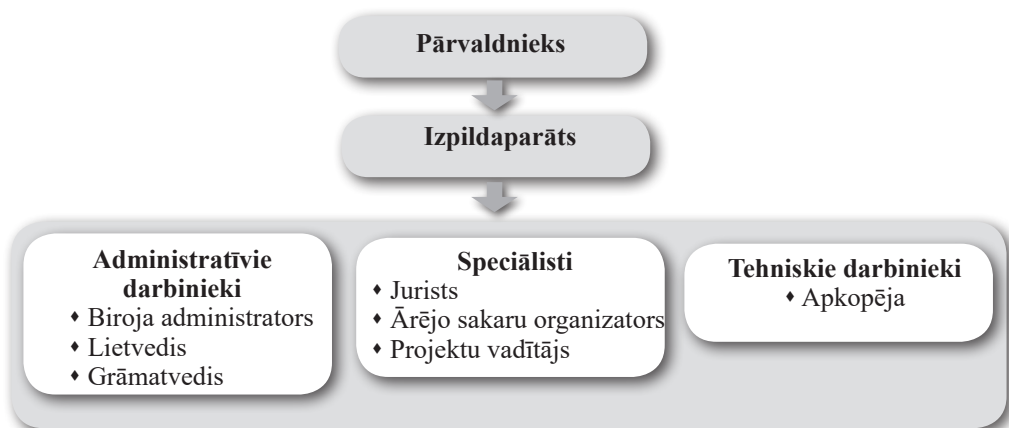 Pārvaldnieks
Izpildaparāts
Administratīvie
darbinieki
♦ Biroja administrators
♦ Lietvedis
♦ Grāmatvedis
Speciālisti
♦ Jurists
♦ Ārējo sakaru organizators
♦ Projektu vadītājs
Tehniskie darbinieki
♦ Apkopēja